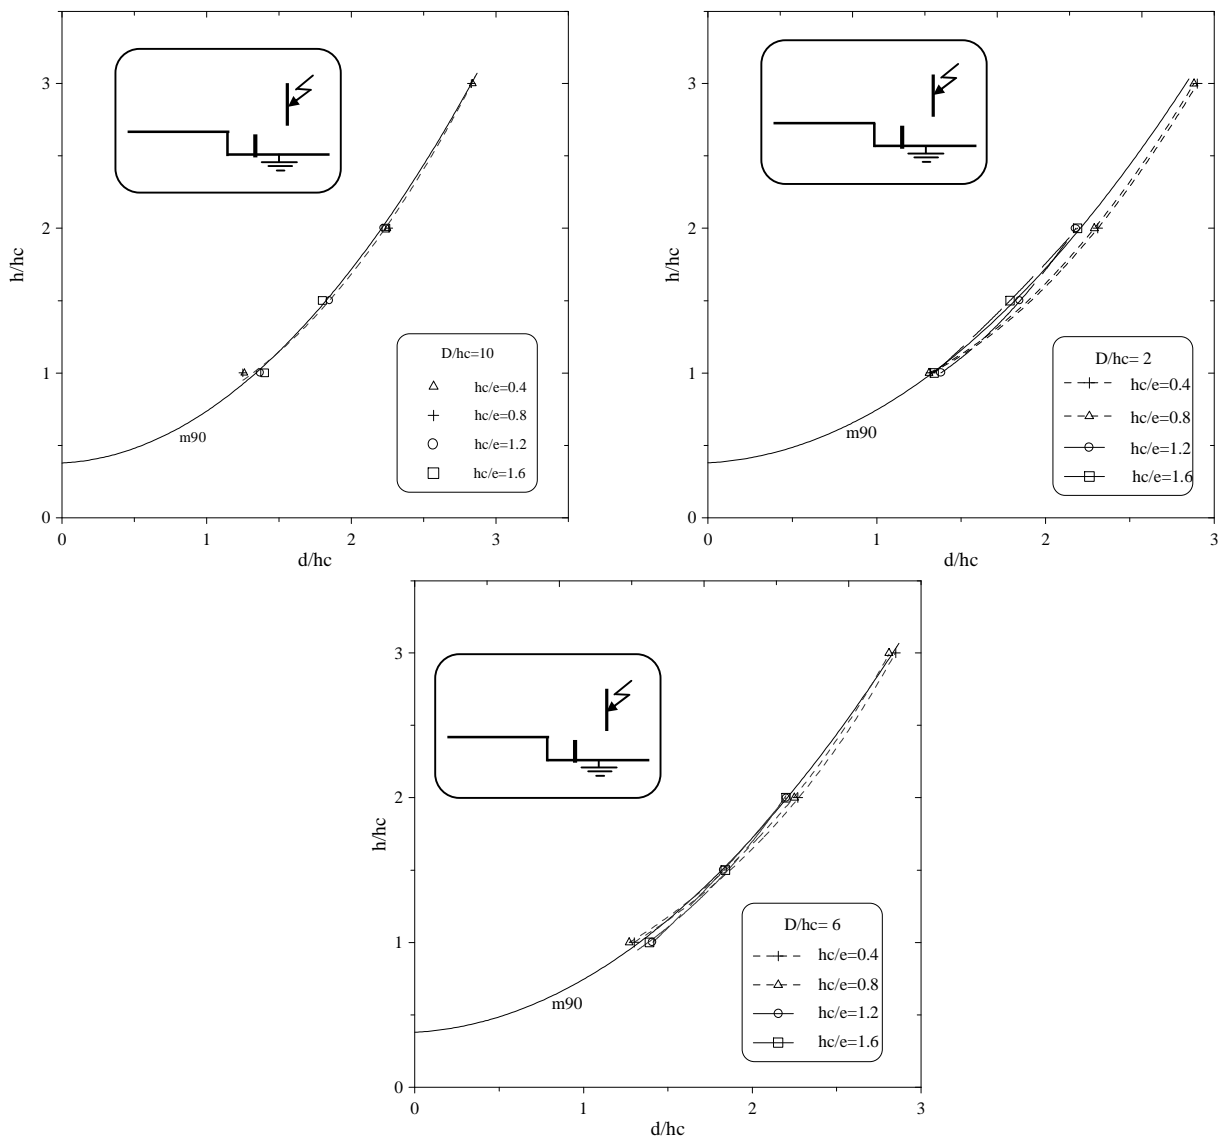 3
2
1
0
h/hc
D/hc=10
hc/e=0.4
hc/e=0.8
hc/e=1.2
hc/e=1.6
m90
0
1
2
3
d/hc
3
2
1
0
h/hc
D/hc= 2
hc/e=0.4
hc/e=0.8
hc/e=1.2
hc/e=1.6
m90
0
1
2
3
d/hc
3
2
1
0
h/hc
D/hc= 6
hc/e=0.4
hc/e=0.8
hc/e=1.2
hc/e=1.6
m90
0
1
2
3
d/hc